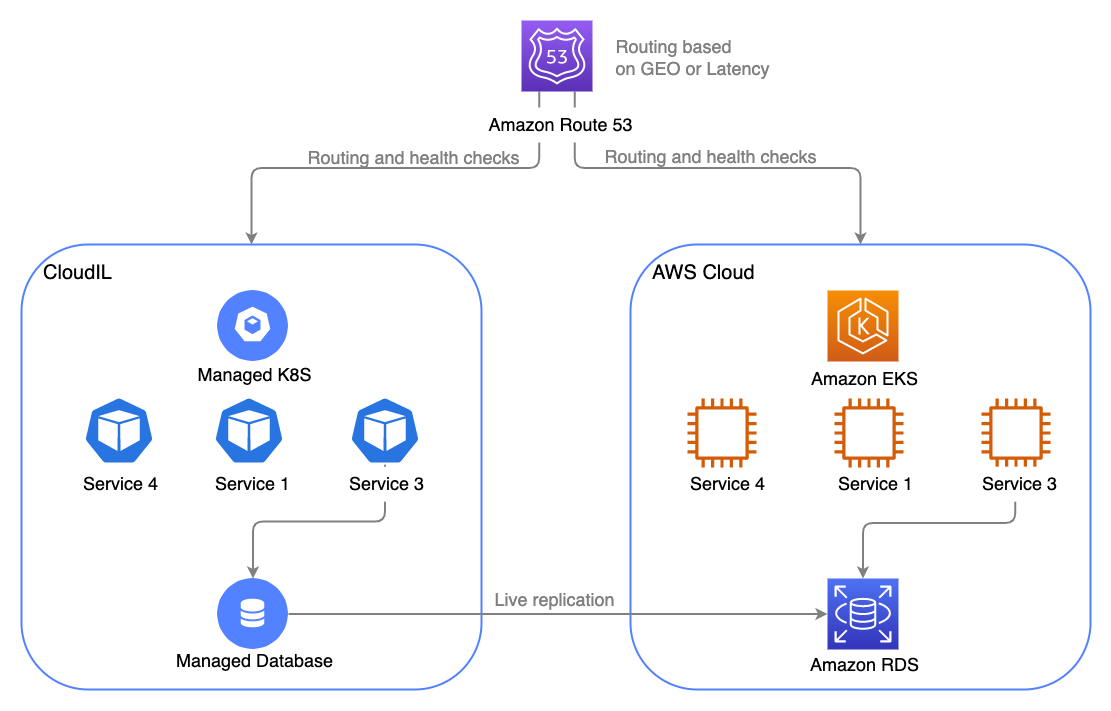 53
Routing based
on GEO or Latency
Amazon Route 53
Routing and health checks
Routing and health checks
CloudIL
AWS Cloud
Managed K8S
K
Amazon EKS
Service 4
Service 1
Service 3
Service 4
Service 1
Service 3
Live replication
Managed Database
Amazon RDS